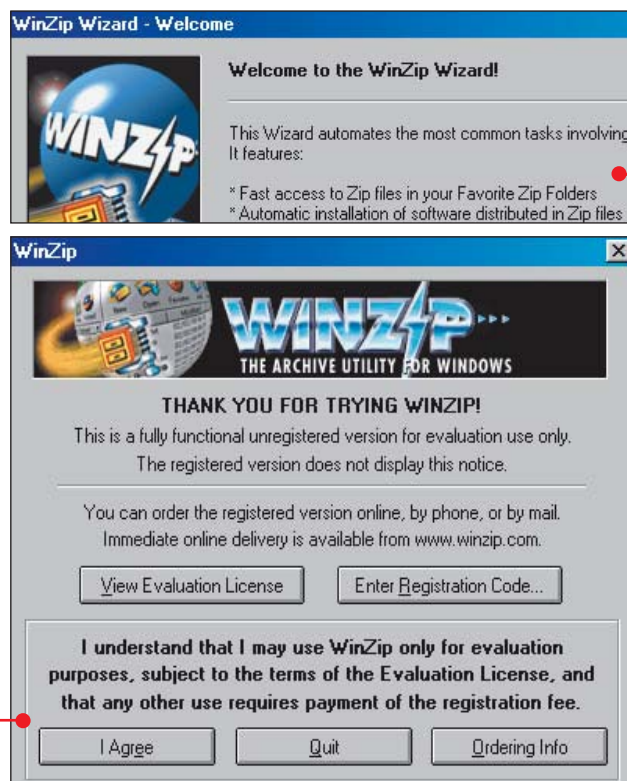 WinZip Wizard - Welcome
WINZIP
Welcome to the WinZip Wizard!
This Wizard automates the most common tasks involving
It features:
* Fast access to Zip files in your Favorite Zip Folders
* Automatic installation of software distributed in Zip files
WinZip
WINZIP
THE ARCHIVE UTILITY FOR WINDOWS
THANK YOU FOR TRYING WINZIP!
This is a fully functional unregistered version for evaluation use only.
The registered version does not display this notice.
You can order the registered version online, by phone, or by mail.
Immediate online delivery is available from www.winzip.com.
View Evaluation License
Enter Registration Code...
I understand that I may use WinZip only for evaluation
purposes, subject to the terms of the Evaluation License, and
that any other use requires payment of the registration fee.
I Agree
Quit
Ordering Info